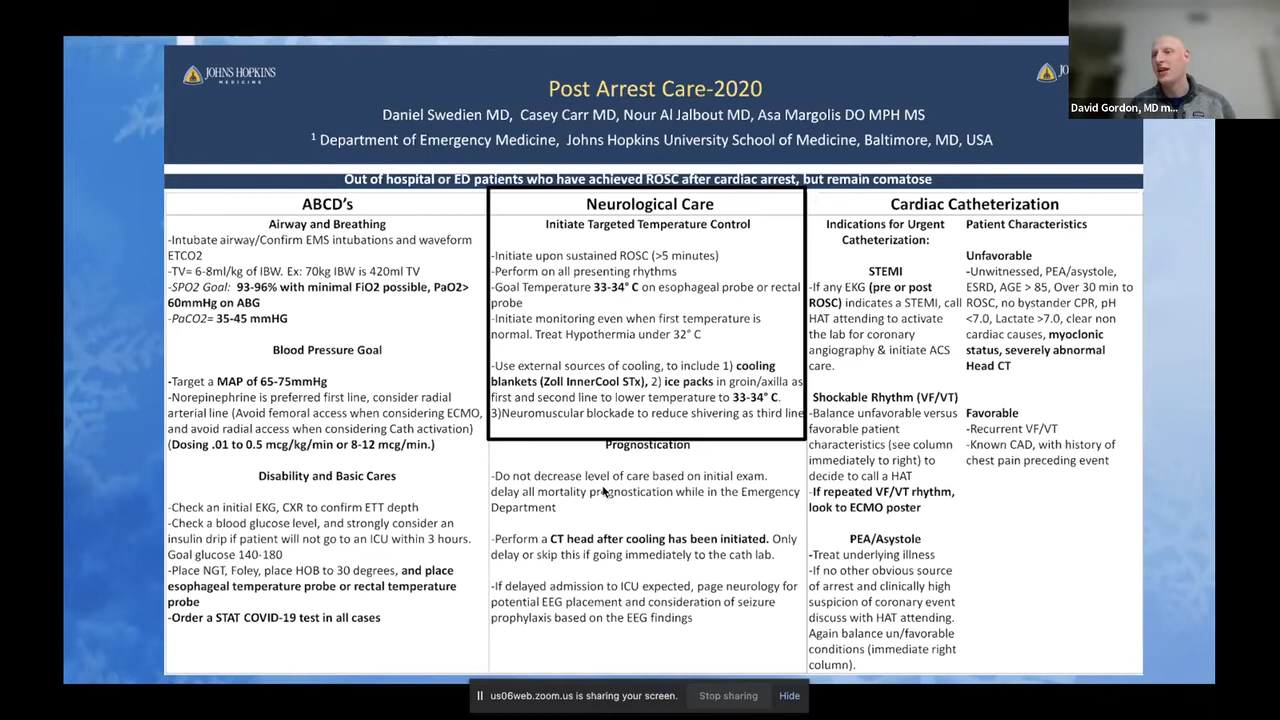 JOHNS HOPKINS
MEDICINE
Post Arrest Care-2020
Daniel Swedien MD, Casey Carr MD, Nour Al Jalbout MD, Asa Margolis DO MPH MS
1 Department of Emergency Medicine, Johns Hopkins University School of Medicine, Baltimore, MD, USA
JO
David Gordon, MD m...
Out of hospital or ED patients who have achieved ROSC after cardiac arrest, but remain comatose
ABCD's
Airway and Breathing
-Intubate airway/Confirm EMS intubations and waveform
ETCO2
-TV= 6-8ml/kg of IBW. Ex: 70kg IBW is 420ml TV
-SPO2 Goal: 93-96% with minimal FiO2 possible, PaO2>
60mmHg on ABG
-PaCO2= 35-45 mmHG
Blood Pressure Goal
-Target a MAP of 65-75mmHg
-Norepinephrine is preferred first line, consider radial
arterial line (Avoid femoral access when considering ECMO,
and avoid radial access when considering Cath activation)
(Dosing .01 to 0.5 mcg/kg/min or 8-12 mcg/min.)
Disability and Basic Cares
-Check an initial EKG, CXR to confirm ETT depth
-Check a blood glucose level, and strongly consider an
insulin drip if patient will not go to an ICU within 3 hours.
Goal glucose 140-180
-Place NGT, Foley, place HOB to 30 degrees, and place
esophageal temperature probe or rectal temperature
probe
-Order a STAT COVID-19 test in all cases
Neurological Care
Initiate Targeted Temperature Control
-Initiate upon sustained ROSC (>5 minutes)
-Perform on all presenting rhythms
-Goal Temperature 33-34° C on esophageal probe or rectal
probe
-Initiate monitoring even when first temperature is
normal. Treat Hypothermia under 32° C
-Use external sources of cooling, to include 1) cooling
blankets (Zoll InnerCool STx), 2) ice packs in groin/axilla as
first and second line to lower temperature to 33-34° C.
3)Neuromuscular blockade to reduce shivering as third line
Prognostication
-Do not decrease level of care based on initial exam.
delay all mortality prognostication while in the Emergency
Department
-Perform a CT head after cooling has been initiated. Only
delay or skip this if going immediately to the cath lab.
-If delayed admission to ICU expected, page neurology for
potential EEG placement and consideration of seizure
prophylaxis based on the EEG findings
Cardiac Catheterization
Indications for Urgent
Catheterization:
STEMI
-If any EKG (pre or post
ROSC) indicates a STEMI, call
HAT attending to activate
the lab for coronary
angiography & initiate ACS
care.
Shockable Rhythm (VF/VT)
-Balance unfavorable versus
favorable patient
characteristics (see column
immediately to right) to
decide to call a HAT
-If repeated VF/VT rhythm,
look to ECMO poster
PEA/Asystole
-Treat underlying illness
-If no other obvious source
of arrest and clinically high
suspicion of coronary event
discuss with HAT attending.
Again balance un/favorable
conditions (immediate right
column).
Patient Characteristics
Unfavorable
-Unwitnessed, PEA/asystole,
ESRD, AGE > 85, Over 30 min to
ROSC, no bystander CPR, pH
<7.0, Lactate >7.0, clear non
cardiac causes, myoclonic
status, severely abnormal
Head CT
Favorable
-Recurrent VF/VT
-Known CAD, with history of
chest pain preceding event
us06web.zoom.us is sharing your screen.
Stop sharing
Hide